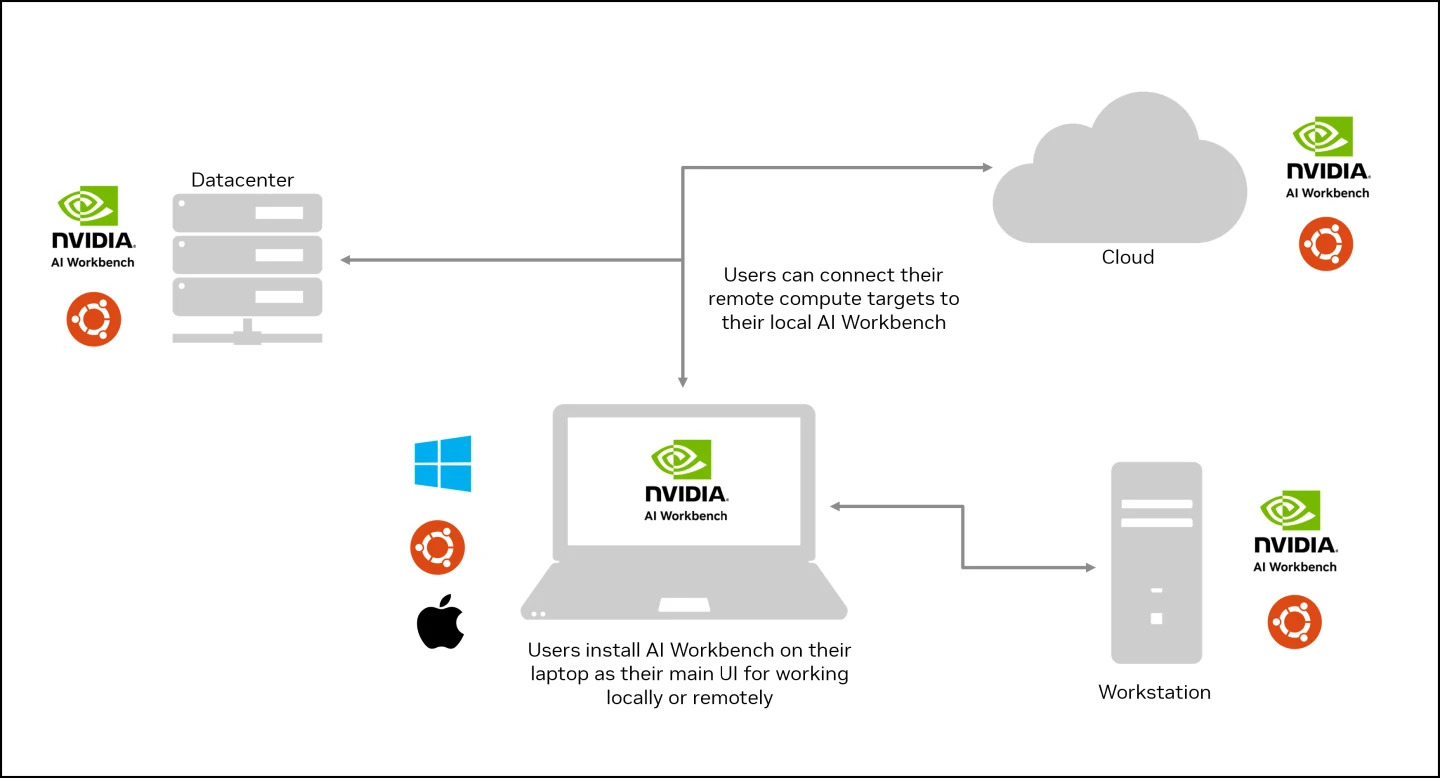 Datacenter
NVIDIA.
AI Workbench
NVIDIA.
AI Workbench
Cloud
Users can connect their
remote compute targets to
their local AI Workbench
NVIDIA.
AI Workbench
Users install AI Workbench on their
laptop as their main UI for working
locally or remotely
NVIDIA.
AI Workbench
Workstation